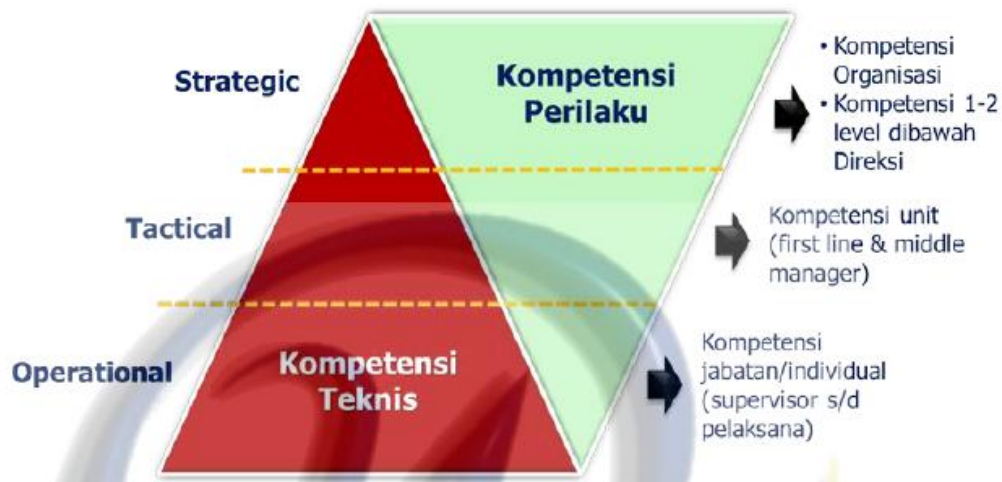 Strategic
Kompetensi
Perilaku
• Kompetensi
Organisasi
• Kompetensi 1-2
level dibawah
Direksi
Tactical
Kompetensi unit
(first line & middle
manager)
Operational
Kompetensi
Teknis
Kompetensi
jabatan/individual
(supervisor s/d
pelaksana)